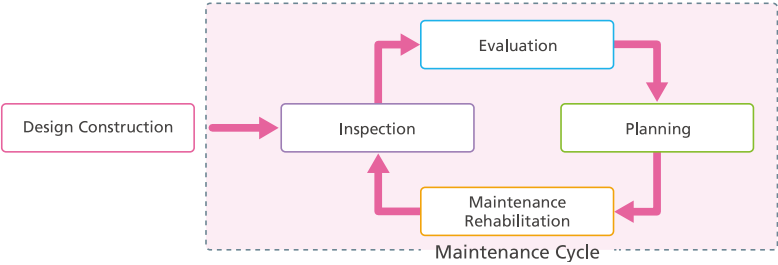 Evaluation
Design Construction
Inspection
Planning
Maintenance
Rehabilitation
Maintenance Cycle